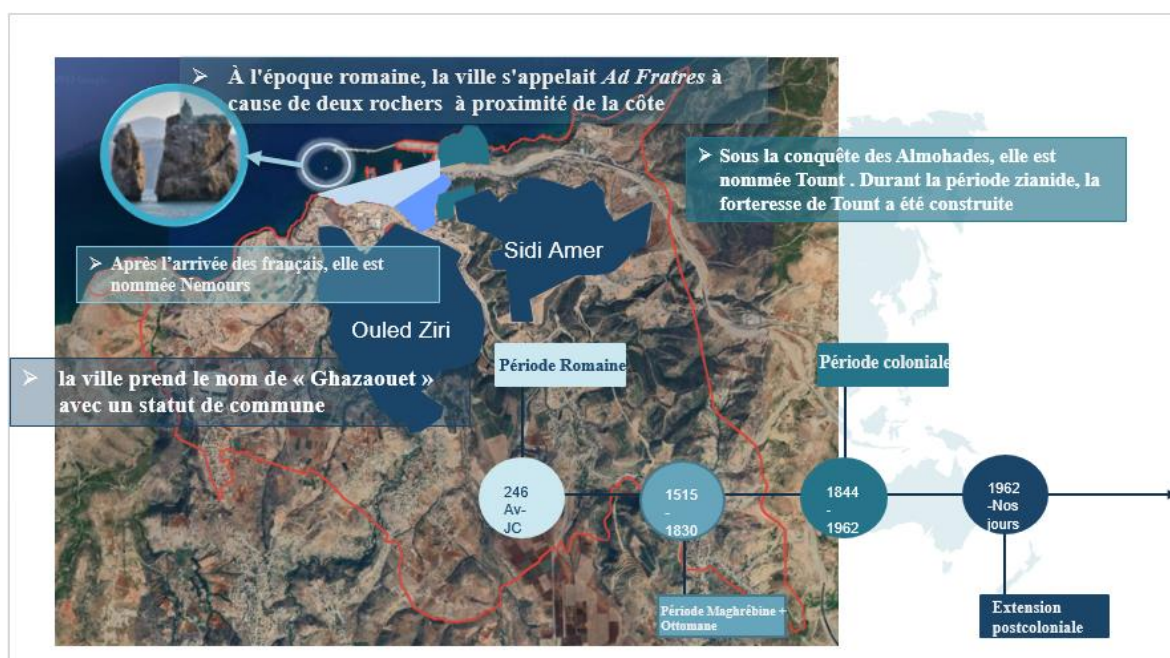 ➢ À l'époque romaine, la ville s'appelait Ad Fratres à
cause de deux rochers à proximité de la côte
➢ Sous la conquête des Almohades, elle est
nommée Tount . Durant la période zianide, la
forteresse de Tount a été construite
Sidi Amer
➢ Après l’arrivée des français, elle est
nommée Nemours
Ouled Ziri
➢ la ville prend le nom de « Ghazaouet »
avec un statut de commune
Période Romaine
Période coloniale
246
Av-
JC
1515
-
1830
1844
-
1962
1962
-Nos
jours
Période Maghrébine +
Ottomane
Extension
postcoloniale